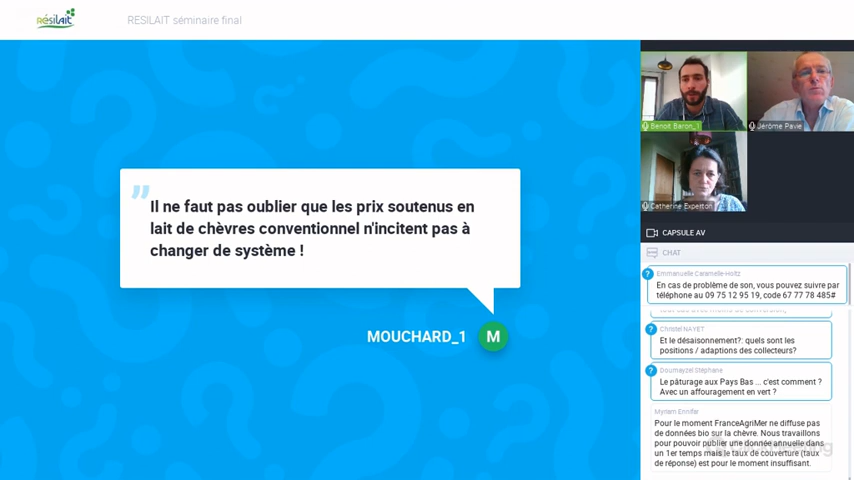 Résilait
RESILAIT séminaire final
Il ne faut pas oublier que les prix soutenus en
lait de chèvres conventionnel n'incitent pas à
changer de système !
MOUCHARD_1
M
Benoit Baron_1
Jérôme Pavie
Catherine Experton
CAPSULE AV
CHAT
?
Emmanuelle Caramelle-Holtz
En cas de problème de son, vous pouvez suivre par
téléphone au 09 75 12 95 19, code 67 77 78 485#
?
Christel NAYET
Et le désaisonnement?: quels sont les
positions / adaptions des collecteurs?
?
Doumayzel Stéphane
Le pâturage aux Pays Bas ... c'est comment ?
Avec un affouragement en vert ?
Myriam Ennifar
Pour le moment FranceAgriMer ne diffuse pas
de données bio sur la chèvre. Nous travaillons
pour pouvoir publier une donnée annuelle dans
un 1er temps mais le taux de couverture (taux
de réponse) est pour le moment insuffisant.